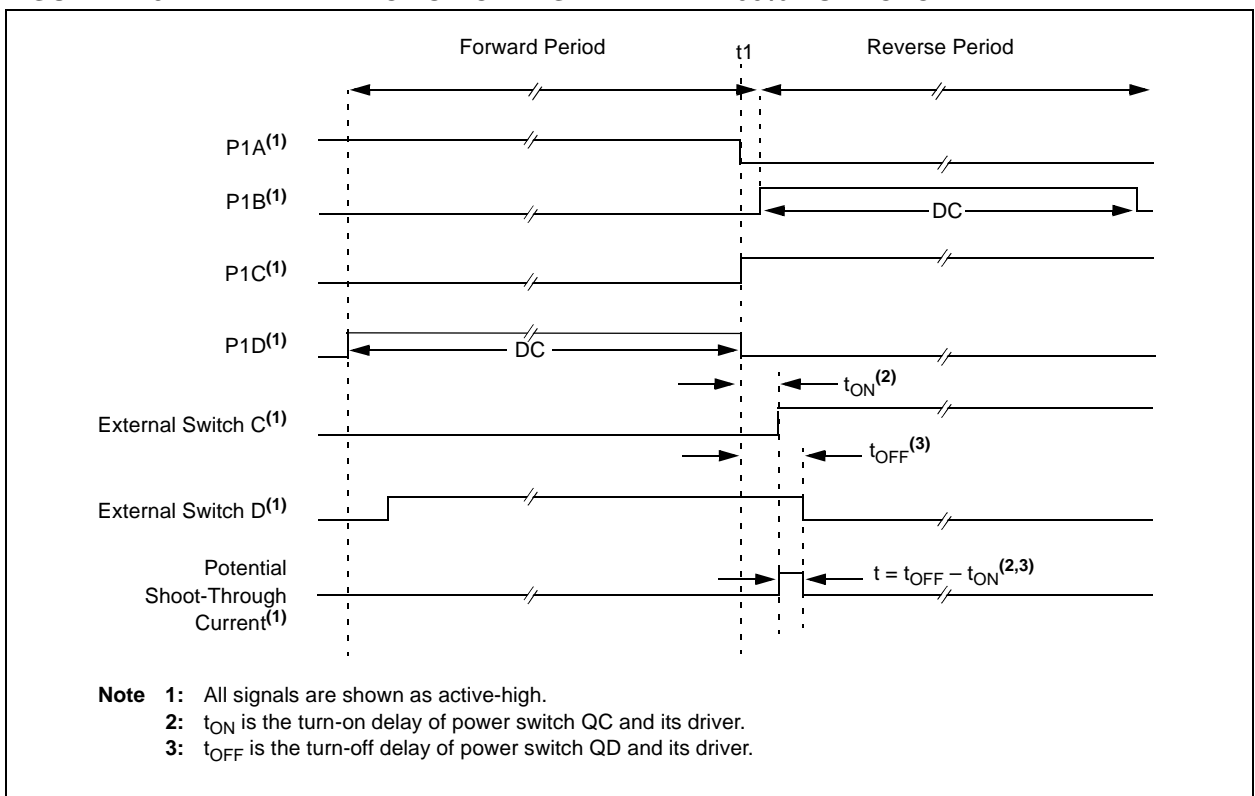 Forward Period
t1
Reverse Period
P1A(1)
P1B(1)
DC
P1C(1)
P1D(1)
DC
tON(2)
External Switch C(1)
tOFF(3)
External Switch D(1)
Potential
Shoot-Through
Current(1)
t = tOFF – tON(2,3)
Note 1: All signals are shown as active-high.
2: tON is the turn-on delay of power switch QC and its driver.
3: tOFF is the turn-off delay of power switch QD and its driver.